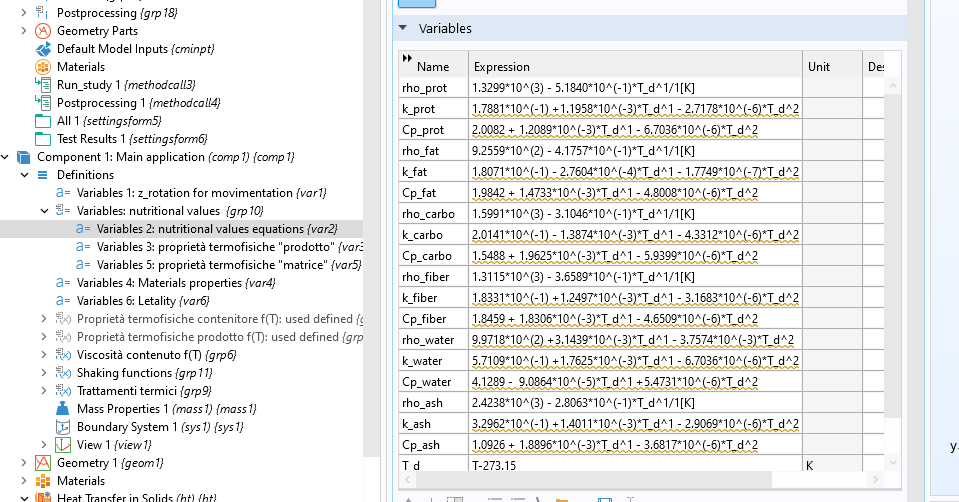 Postprocessing {grp18}
Geometry Parts
Default Model Inputs {cminpt}
Materials
Run_study 1 {methodcall3}
Postprocessing 1 {methodcall4}
All 1 {settingsform5}
Test Results 1 {settingsform6}
Component 1: Main application (comp1) {comp1}
Definitions
Variables 1: z_rotation for movimentation {var1}
Variables: nutritional values {grp10}
Variables 2: nutritional values equations {var2}
Variables 3: proprietà termofisiche "prodotto" {var3
Variables 5: proprietà termofisiche "matrice" {var5}
Variables 4: Materials properties {var4}
Variables 6: Letality {var6}
Proprietà termofisiche contenitore f(T): used defined {g
Proprietà termofisiche prodotto f(T): used defined {grp
Viscosità contenuto f(T) {grp6}
Shaking functions {grp11}
Trattamenti termici {grp9}
Mass Properties 1 (mass1) {mass1}
Boundary System 1 (sys1) {sys1}
View 1 {view1}
Geometry 1 {geom1}
Materials
Heat Transfer in Solids (ht) {ht}
Variables
Name Expression Unit Des
rho_prot 1.3299*10^(3) - 5.1840*10^(-1)*T_d^1/1[K]
k_prot 1.7881*10^(-1) +1.1958*10^(-3)*T_d^1 - 2.7178*10^(-6)*T_d^2
Cp_prot 2.0082 + 1.2089*10^(-3)*T_d^1 - 6.7036*10^(-6)*T_d^2
rho_fat 9.2559*10^(2) - 4.1757*10^(-1)*T_d^1/1[K]
k_fat 1.8071*10^(-1) - 2.7604*10^(-4)*T_d^1 - 1.7749*10^(-7)*T_d^2
Cp_fat 1.9842 + 1.4733*10^(-3)*T_d^1 - 4.8008*10^(-6)*T_d^2
rho_carbo 1.5991*10^(3) - 3.1046*10^(-1)*T_d^1/1[K]
k_carbo 2.0141*10^(-1) - 1.3874*10^(-3)*T_d^1 - 4.3312*10^(-6)*T_d^2
Cp_carbo 1.5488 + 1.9625*10^(-3)*T_d^1 - 5.9399*10^(-6)*T_d^2
rho_fiber 1.3115*10^(3) - 3.6589*10^(-1)*T_d^1/1[K]
k_fiber 1.8331*10^(-1) +1.2497*10^(-3)*T_d^1 - 3.1683*10^(-6)*T_d^2
Cp_fiber 1.8459 + 1.8306*10^(-3)*T_d^1 - 4.6509*10^(-6)*T_d^2
rho_water 9.9718*10^(2) +3.1439*10^(-3)*T_d^1 - 3.7574*10^(-3)*T_d^2
k_water 5.7109*10^(-1) +1.7625*10^(-3)*T_d^1 - 6.7036*10^(-6)*T_d^2
Cp_water 4.1289 - 9.0864*10^(-5)*T_d^1 +5.4731*10^(-6)*T_d^2
rho_ash 2.4238*10^(3) - 2.8063*10^(-1)*T_d^1/1[K]
k_ash 3.2962*10^(-1) +1.4011*10^(-3)*T_d^1 - 2.9069*10^(-6)*T_d^2
Cp_ash 1.0926 + 1.8896*10^(-3)*T_d^1 - 3.6817*10^(-6)*T_d^2
T_d T-273.15 K
y